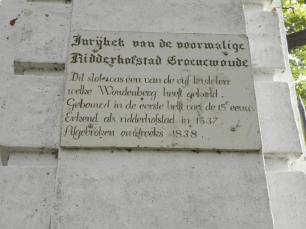 Inrijhek van de voormalige
Ridderhofstad Groenewoude
Dit slot was een van de vijf kastelen
welke Woudenberg heeft geteld.
Gebouwd in de eerste helft van de 15e eeuw.
Erkend als ridderhofstad in 1537.
Afgebroken omstreeks 1838.